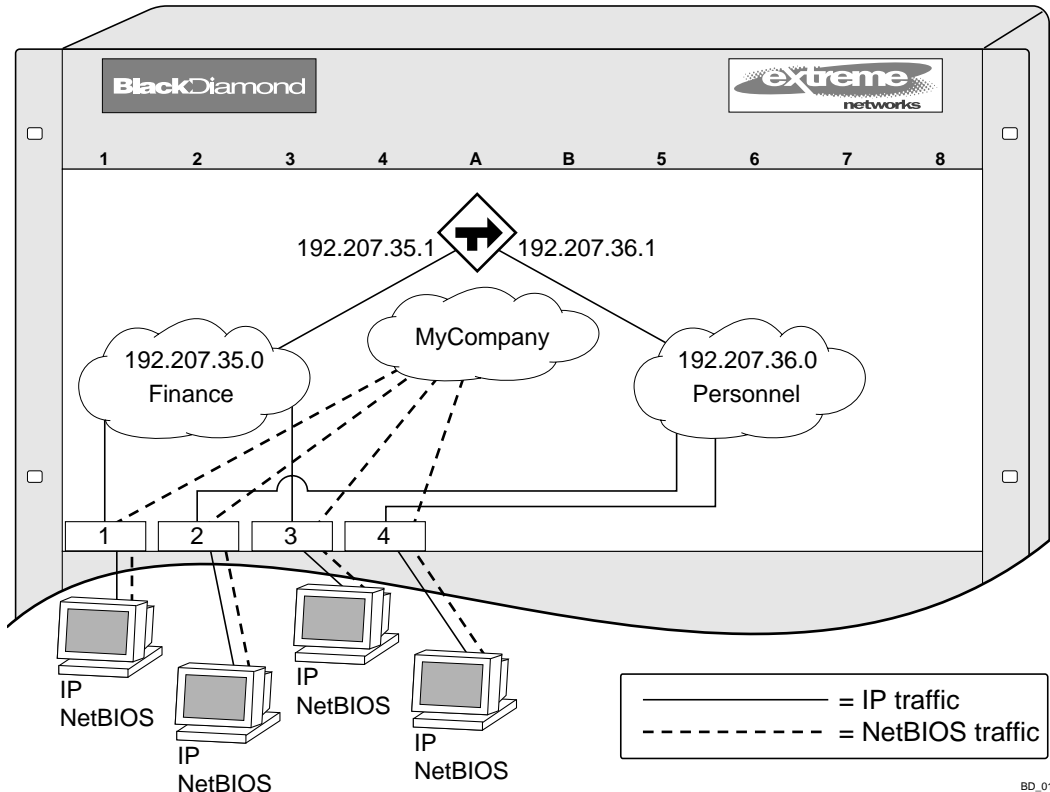 BlackDiamond
extreme
networks
1 2 3 4 A B 5 6 7 8
192.207.35.1
192.207.36.1
MyCompany
192.207.35.0
Finance
192.207.36.0
Personnel
1 2 3 4
IP
NetBIOS
IP
NetBIOS
IP
NetBIOS
IP
NetBIOS
= IP traffic
= NetBIOS traffic